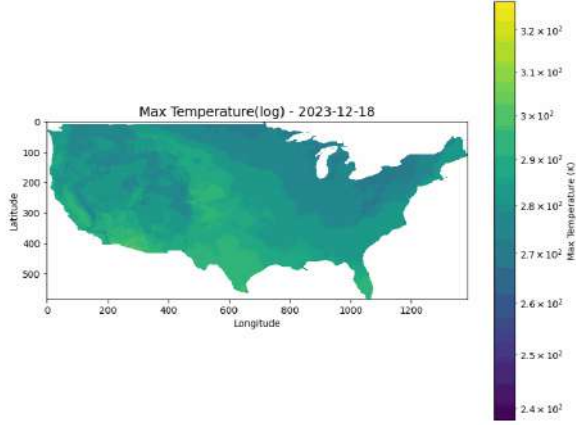 Max Temperature(log) - 2023-12-18
0
100
200
300
400
500
Latitude
0
200
400
600
800
1000
1200
Longitude
3.2 × 10²
3.1 × 10²
3 × 10²
2.9 × 10²
2.8 × 10²
2.7 × 10²
2.6 × 10²
2.5 × 10²
2.4 × 10²
Max Temperature (K)